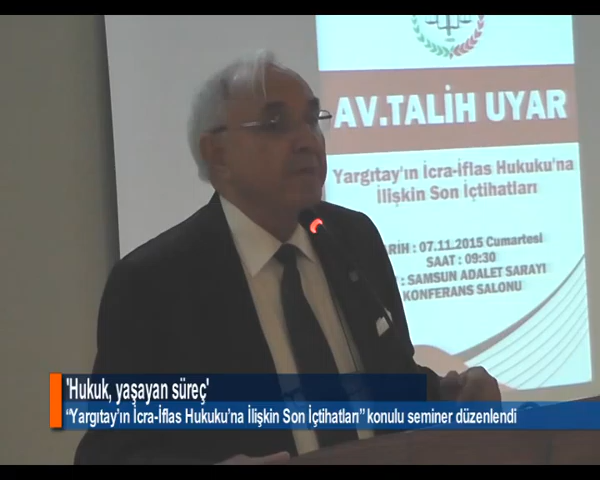 AV.TALİH UYAR
Yargıtay'ın İcra-İflas Hukuku'na
İlişkin Son İçtihatları
: 07.11.2015 Cumartesi
SAAT : 09:30
: SAMSUN ADALET SARAYI
KONFERANS SALONU
'Hukuk, yaşayan süreç'
“Yargıtay’ın İcra-İflas Hukuku’na İlişkin Son İçtihatları” konulu seminer düzenlendi